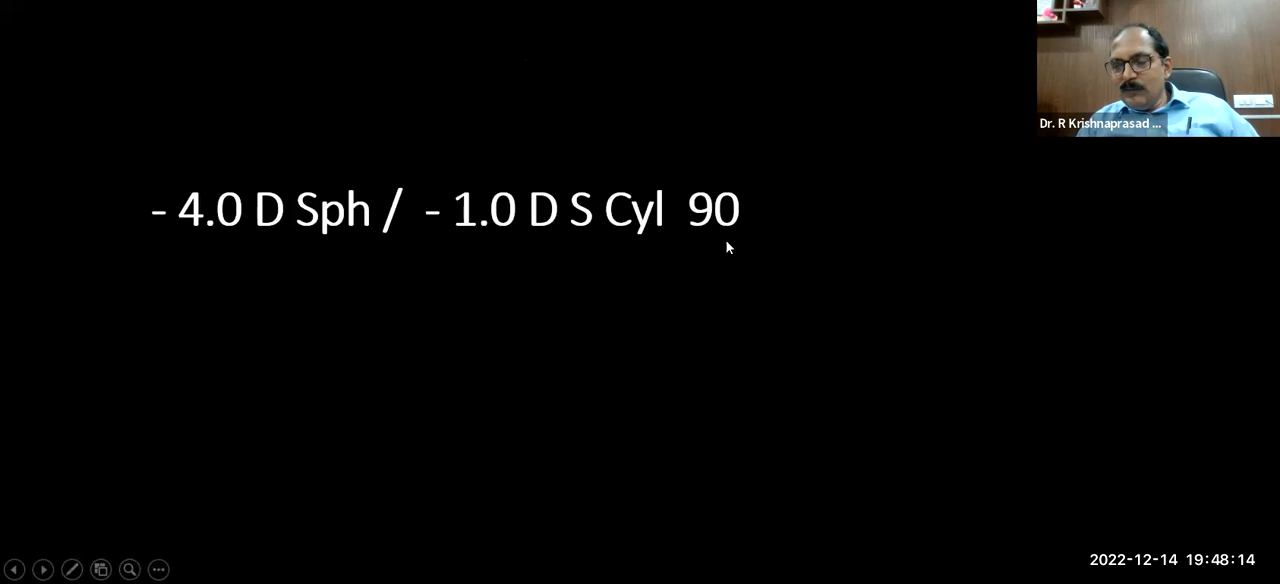 Dr. R Krishnaprasad ...
- 4.0 D Sph / - 1.0 D S Cyl 90
2022-12-14 19:48:14